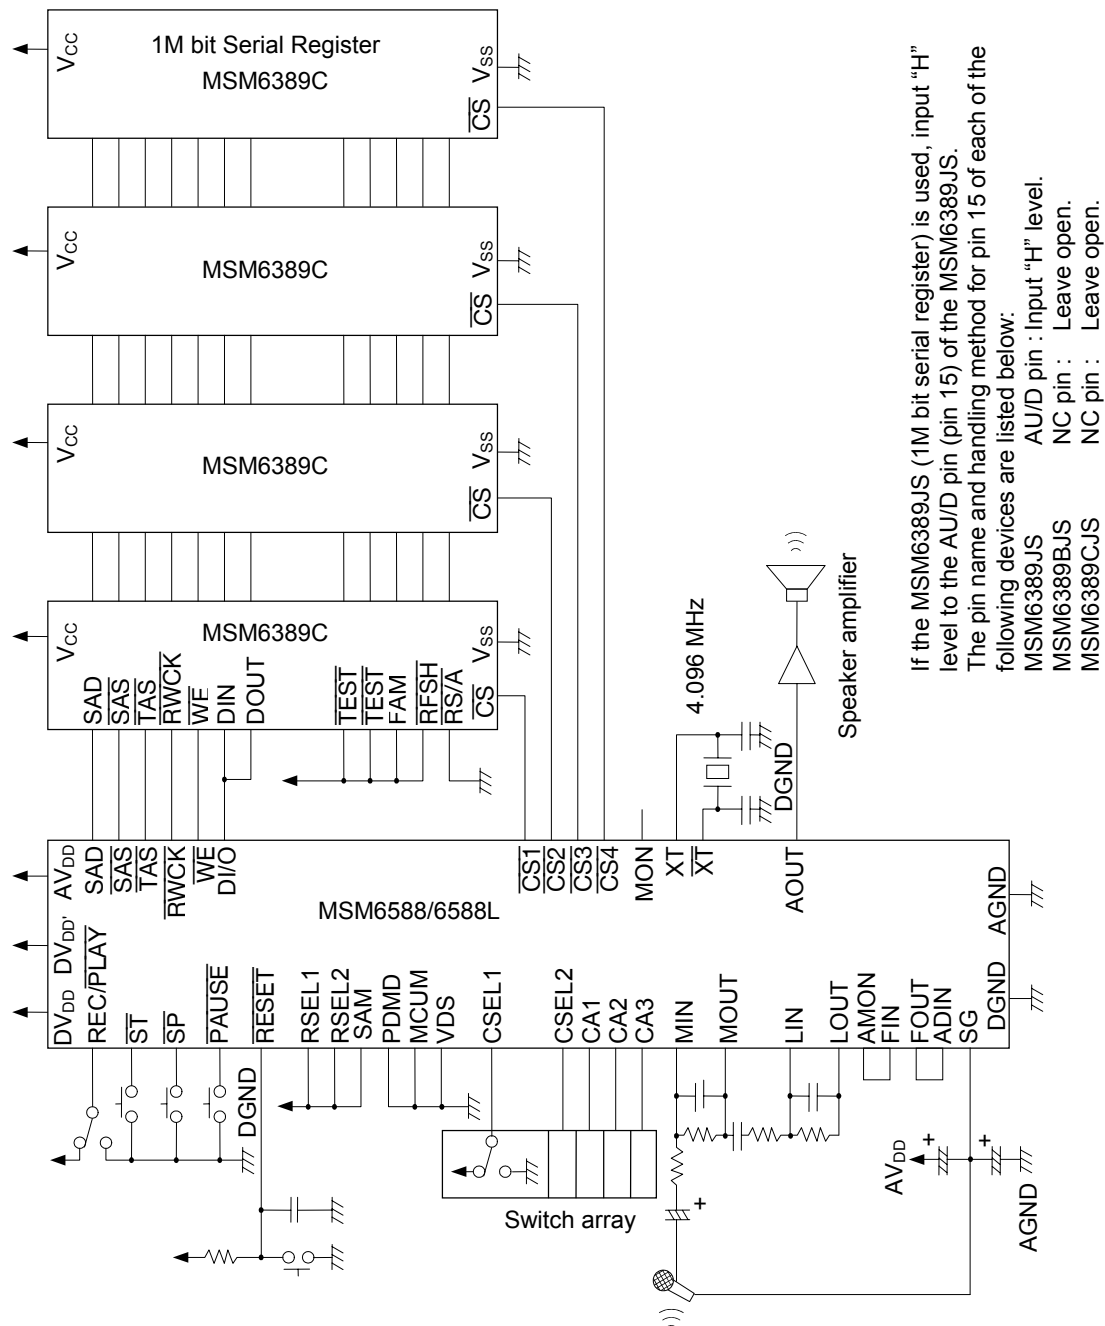 1M bit Serial Register
MSM6389C
VCC
VSS
CS
MSM6389C
VCC
VSS
CS
MSM6389C
VCC
VSS
CS
MSM6389C
VCC
SAD
SAS
TAS
RWCK
WE
DIN
DOUT
TEST
TEST
FAM
RFSH
RS/A
CS
VSS
MSM6588/6588L
DVDD
DVDD'
AVDD
SAD
SAS
TAS
RWCK
WE
DI/O
CS1
CS2
CS3
CS4
MON
XT
XT
AOUT
AGND
DGND
REC/PLAY
ST
SP
PAUSE
RESET
RSEL1
RSEL2
SAM
PDMD
MCUM
VDS
CSEL1
CSEL2
CA1
CA2
CA3
MIN
MOUT
LIN
LOUT
AMON
FIN
FOUT
ADIN
SG
DGND
Switch array
+
AVDD
+
+
AGND
4.096 MHz
DGND
Speaker amplifier
If the MSM6389JS (1M bit serial register) is used, input “H”
level to the AU/D pin (pin 15) of the MSM6389JS.
The pin name and handling method for pin 15 of each of the
following devices are listed below:
MSM6389JS AU/D pin : Input “H” level.
MSM6389BJS NC pin : Leave open.
MSM6389CJS NC pin : Leave open.